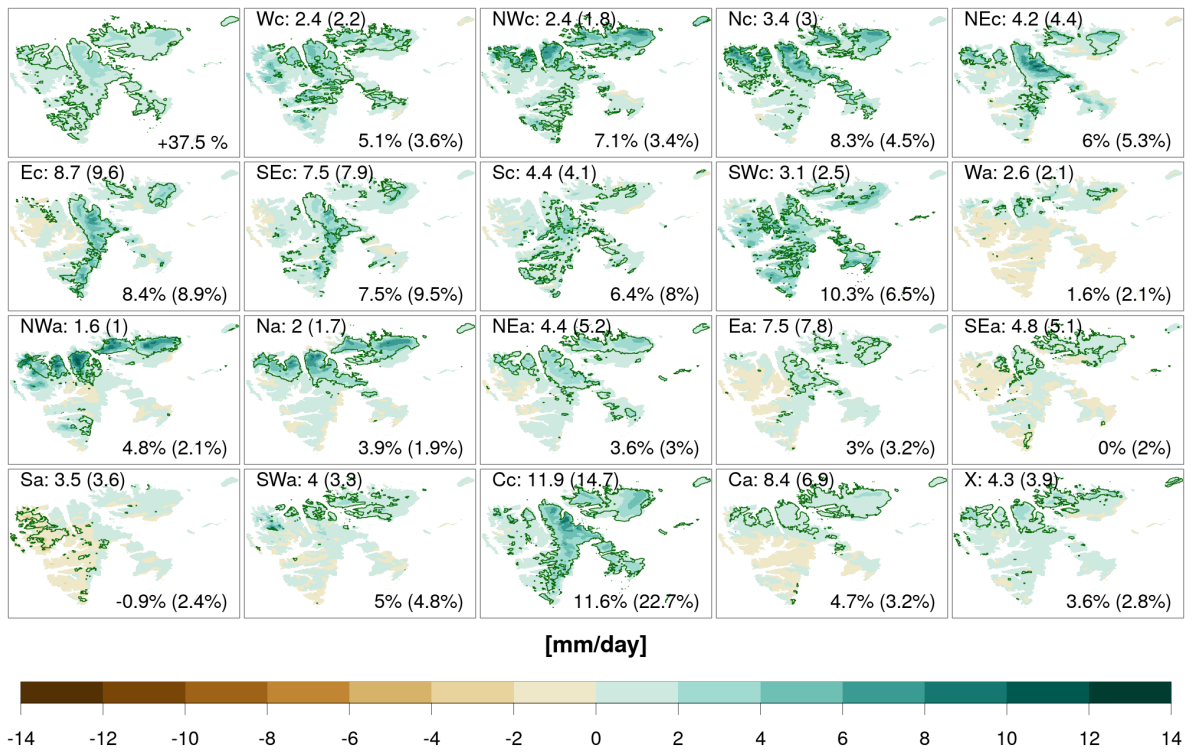 Wc: 2.4 (2.2)
NWc: 2.4 (1.8)
Nc: 3.4 (3)
NEc: 4.2 (4.4)
+37.5 %
5.1% (3.6%)
7.1% (3.4%)
8.3% (4.5%)
6% (5.3%)
Ec: 8.7 (9.6)
SEc: 7.5 (7.9)
Sc: 4.4 (4.1)
SWc: 3.1 (2.5)
Wa: 2.6 (2.1)
8.4% (8.9%)
7.5% (9.5%)
6.4% (8%)
10.3% (6.5%)
1.6% (2.1%)
NWa: 1.6 (1)
Na: 2 (1.7)
NEa: 4.4 (5.2)
Ea: 7.5 (7.8)
SEa: 4.8 (5.1)
4.8% (2.1%)
3.9% (1.9%)
3.6% (3%)
3% (3.2%)
0% (2%)
Sa: 3.5 (3.6)
SWa: 4 (3.3)
Cc: 11.9 (14.7)
Ca: 8.4 (6.9)
X: 4.3 (3.9)
-0.9% (2.4%)
5% (4.8%)
11.6% (22.7%)
4.7% (3.2%)
3.6% (2.8%)
[mm/day]
-14 -12 -10 -8 -6 -4 -2 0 2 4 6 8 10 12 14